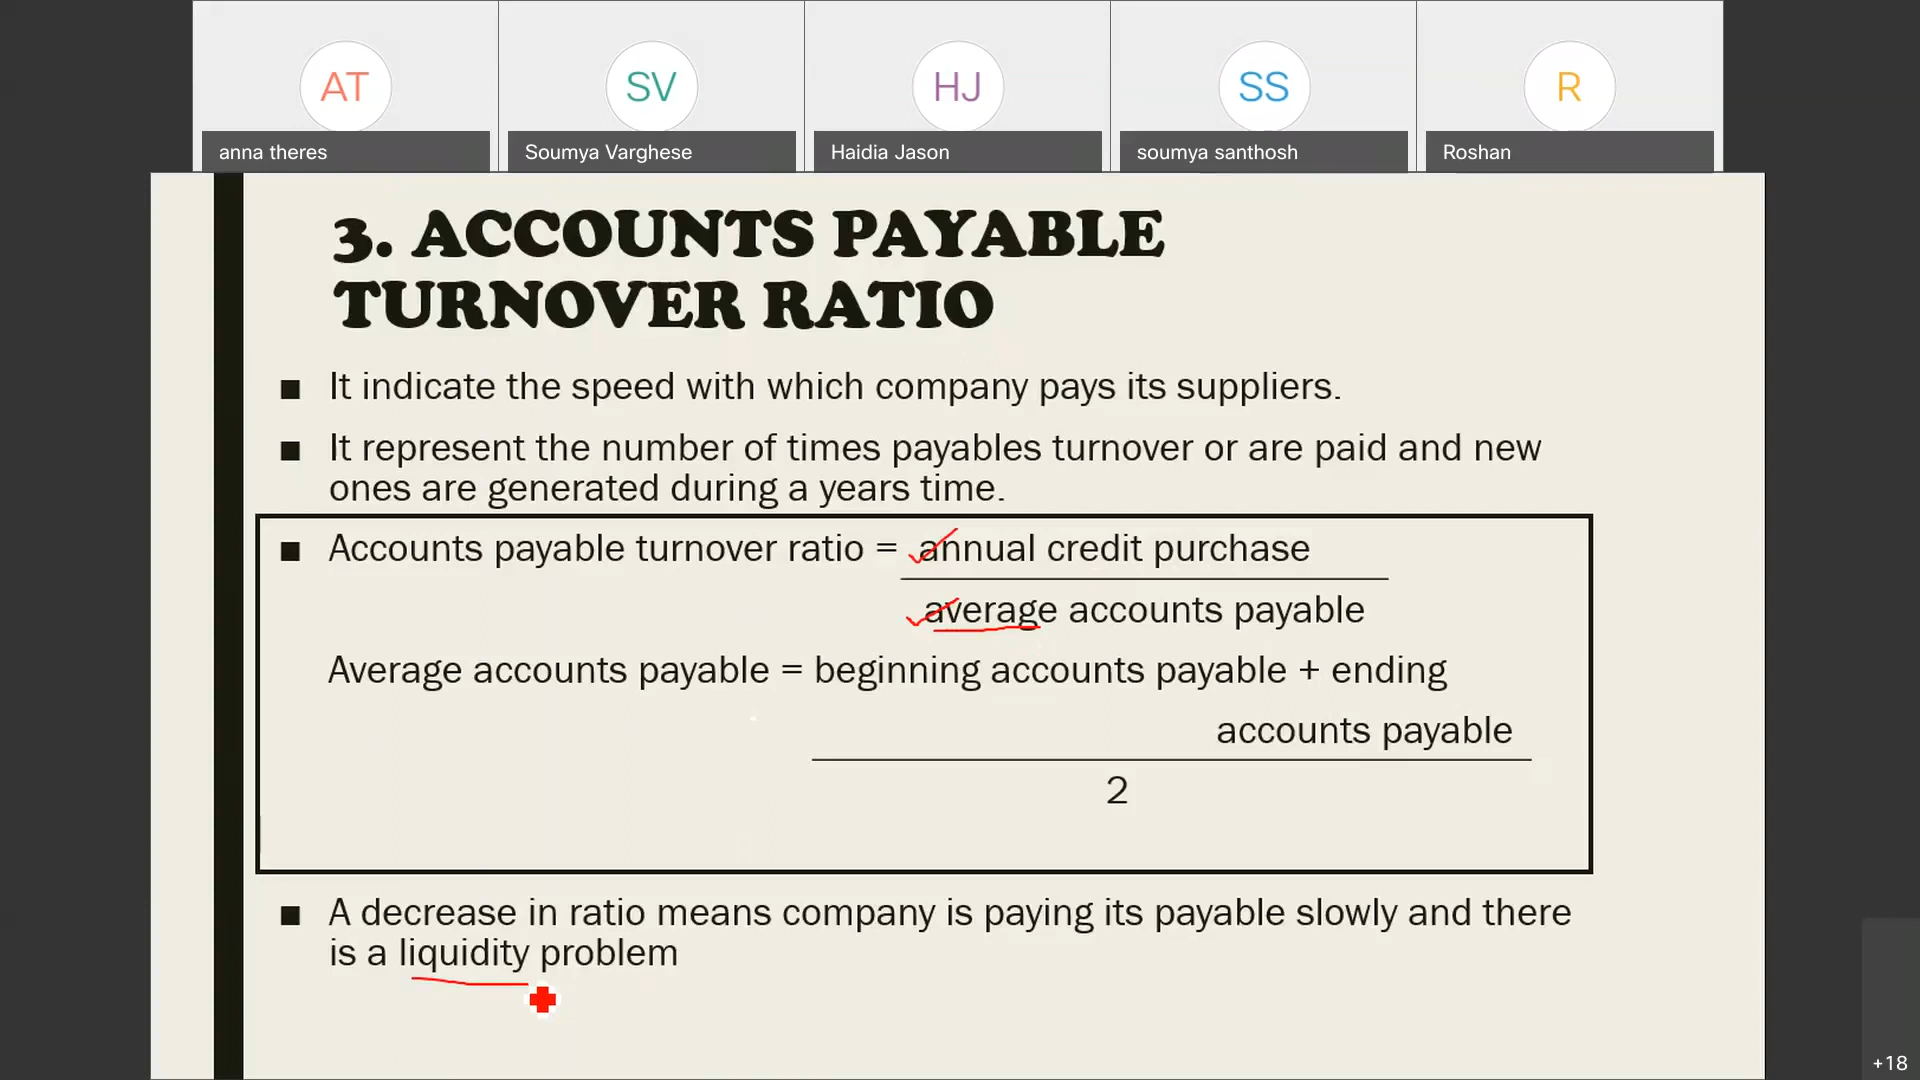 AT
SV
HJ
SS
R
anna theres
Soumya Varghese
Haidia Jason
soumya santhosh
Roshan
3. ACCOUNTS PAYABLE
TURNOVER RATIO
■ It indicate the speed with which company pays its suppliers.
■ It represent the number of times payables turnover or are paid and new
ones are generated during a years time.
■ Accounts payable turnover ratio = annual credit purchase
average accounts payable
Average accounts payable = beginning accounts payable + ending
accounts payable
2
■ A decrease in ratio means company is paying its payable slowly and there
is a liquidity problem
+18